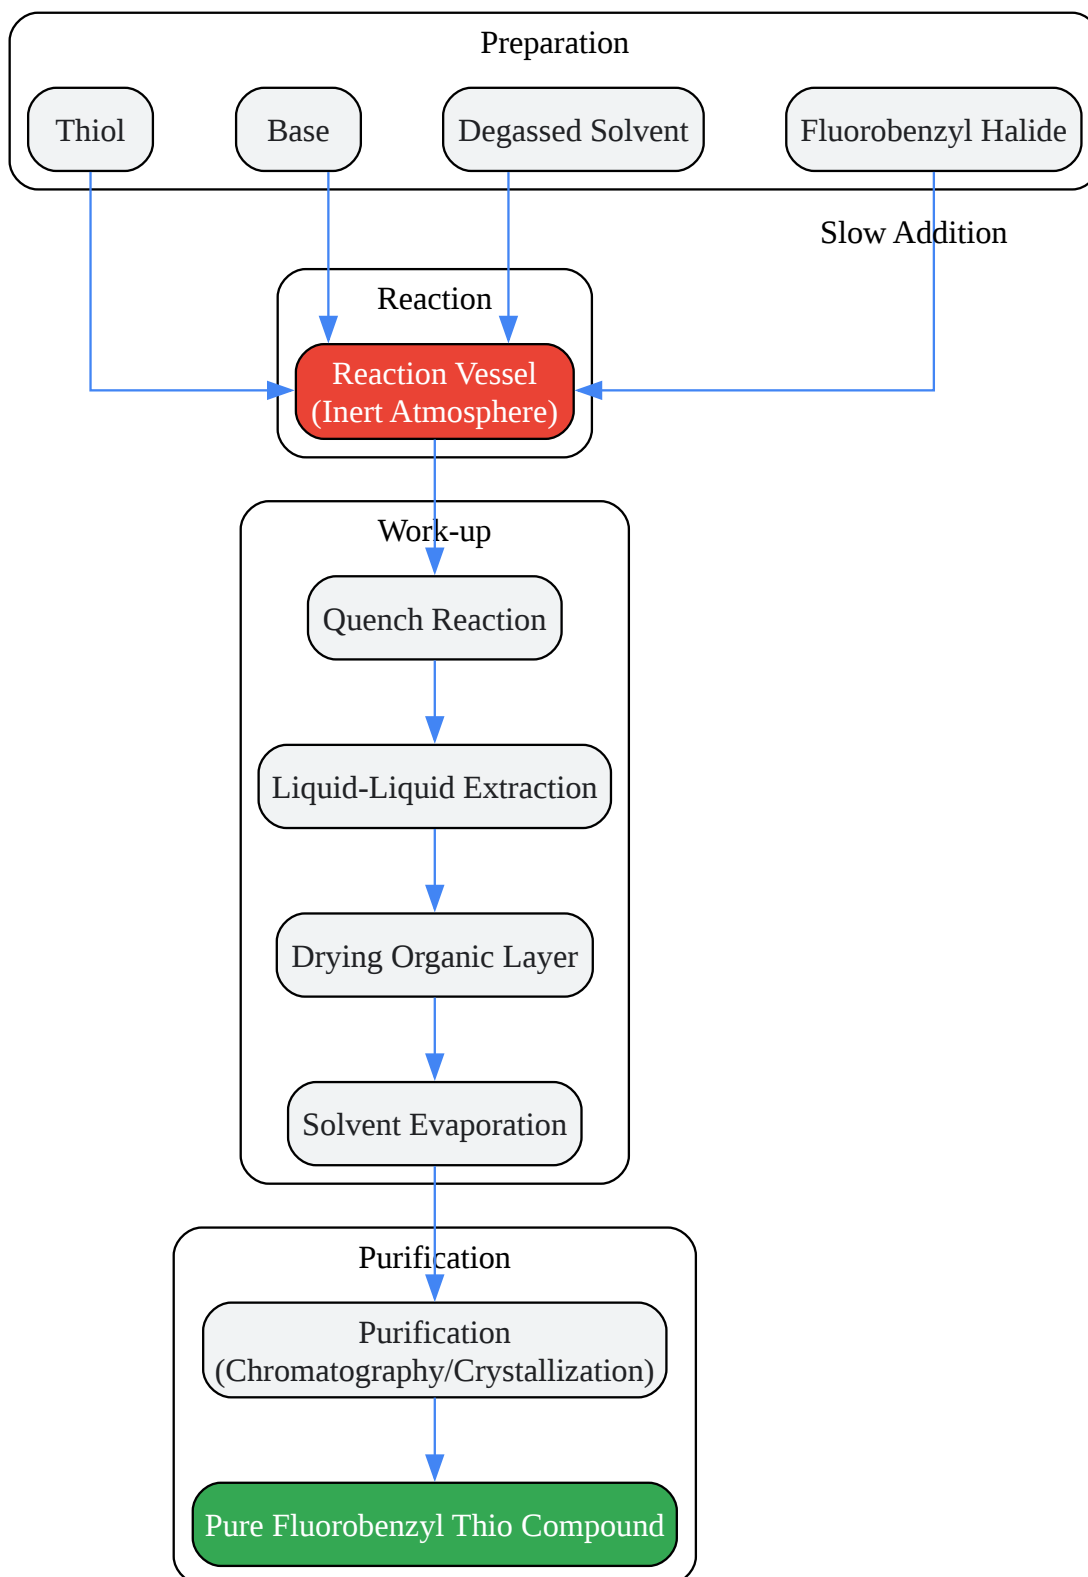 Preparation
Thiol
Base
Degassed Solvent
Fluorobenzyl Halide
Slow Addition
Reaction
Reaction Vessel
(Inert Atmosphere)
Work-up
Quench Reaction
Liquid-Liquid Extraction
Drying Organic Layer
Solvent Evaporation
Purification
Purification
(Chromatography/Crystallization)
Pure Fluorobenzyl Thio Compound